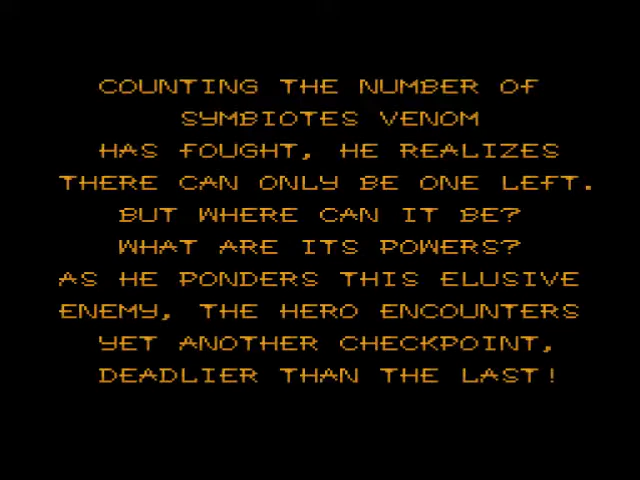 COUNTING THE NUMBER OF
SYMBIOTES VENOM
HAS FOUGHT, HE REALIZES
THERE CAN ONLY BE ONE LEFT.
BUT WHERE CAN IT BE?
WHAT ARE ITS POWERS?
AS HE PONDERS THIS ELUSIVE
ENEMY, THE HERO ENCOUNTERS
YET ANOTHER CHECKPOINT,
DEADLIER THAN THE LAST!